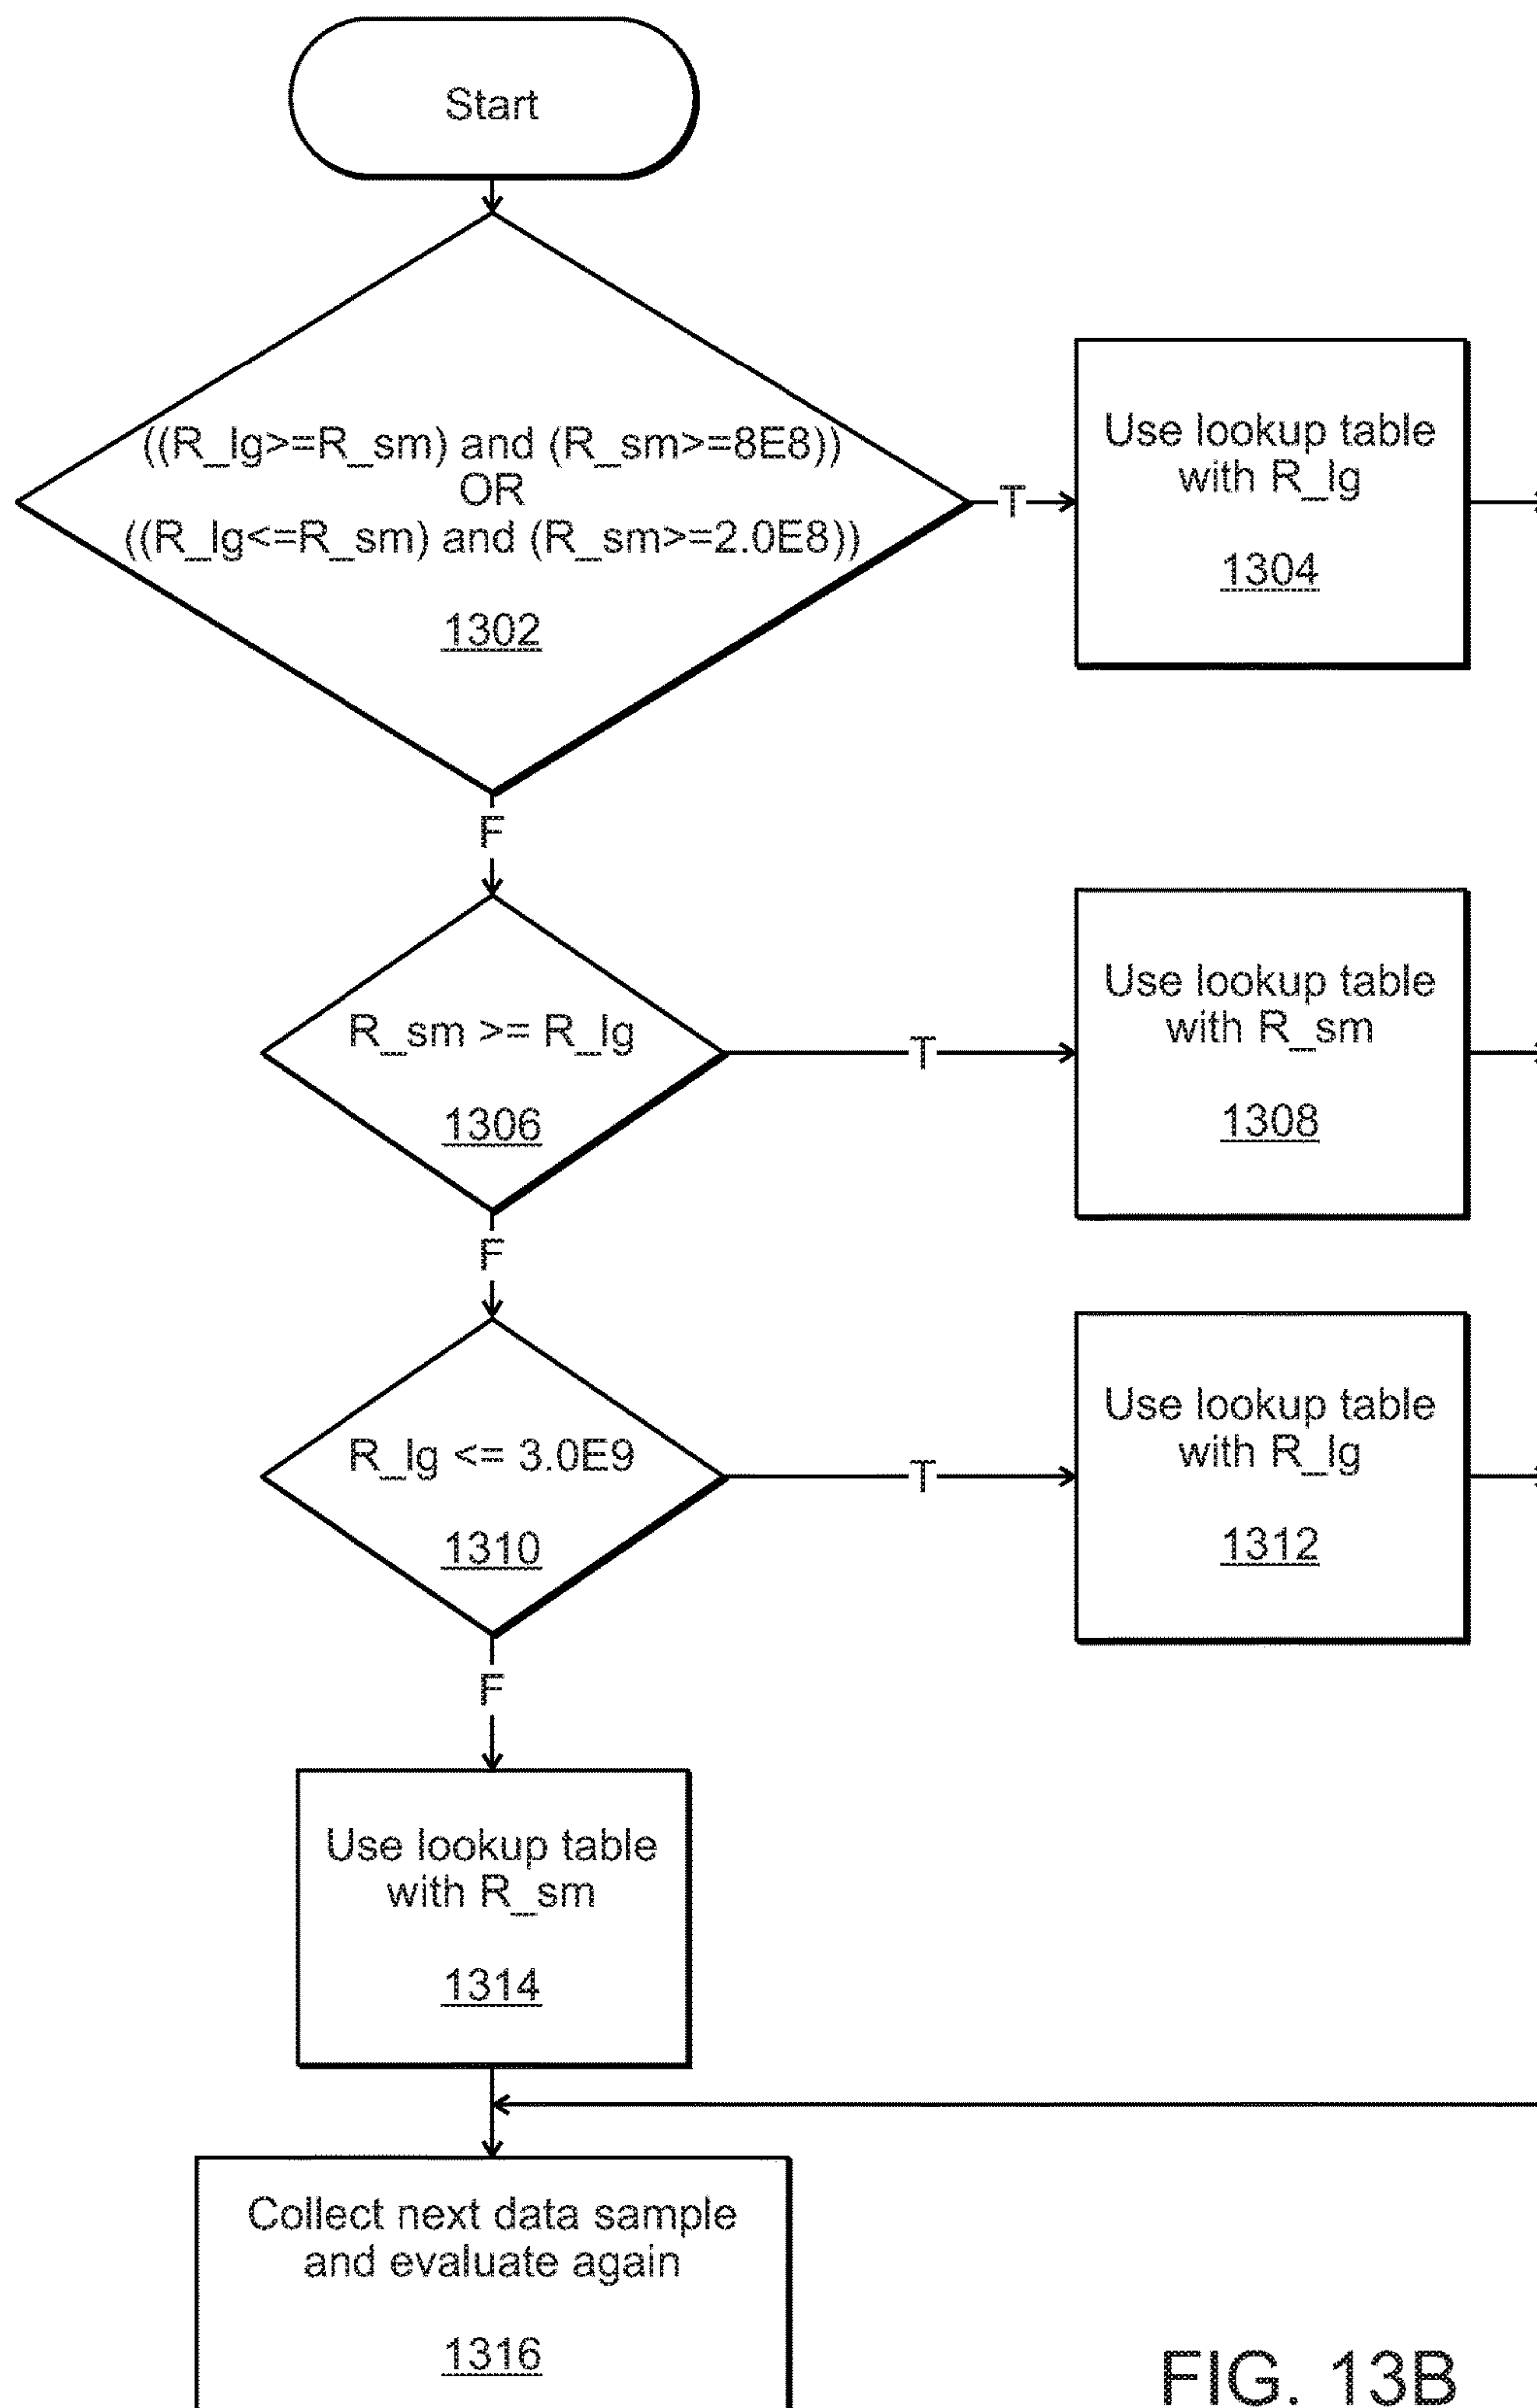 Start
((R_lg>=R_sm) and (R_sm>=8E8))
OR
((R_lg<=R_sm) and (R_sm>=2.0E8))
1302
T
Use lookup table
with R_lg
1304
F
R_sm >= R_lg
1306
T
Use lookup table
with R_sm
1308
F
R_lg <= 3.0E9
1310
T
Use lookup table
with R_lg
1312
F
Use lookup table
with R_sm
1314
Collect next data sample
and evaluate again
1316
FIG. 13B